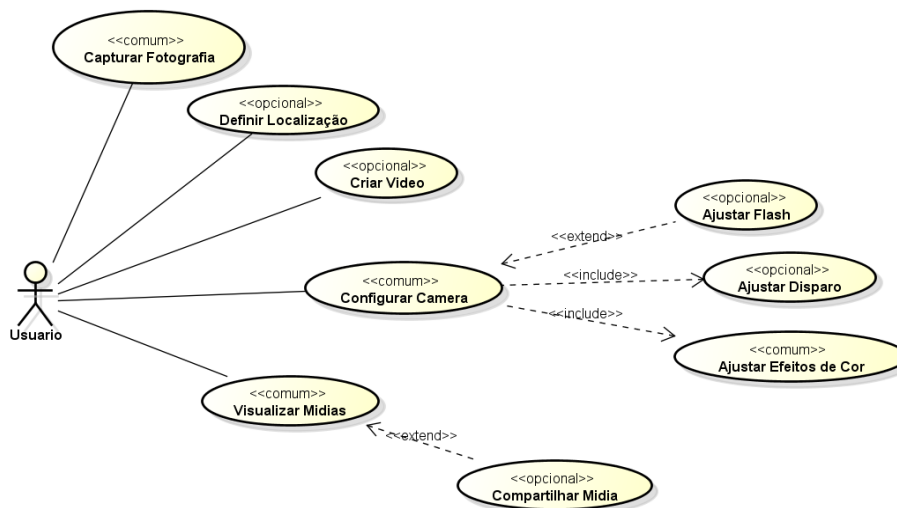 <<comum>>
Capturar Fotografia
<<opcional>>
Definir Localização
<<opcional>>
Criar Video
<<opcional>>
Ajustar Flash
<<extend>>
<<comum>>
Configurar Camera
<<include>>
<<opcional>>
Ajustar Disparo
<<include>>
<<comum>>
Ajustar Efeitos de Cor
Usuario
<<comum>>
Visualizar Midias
<<extend>>
<<opcional>>
Compartilhar Midia